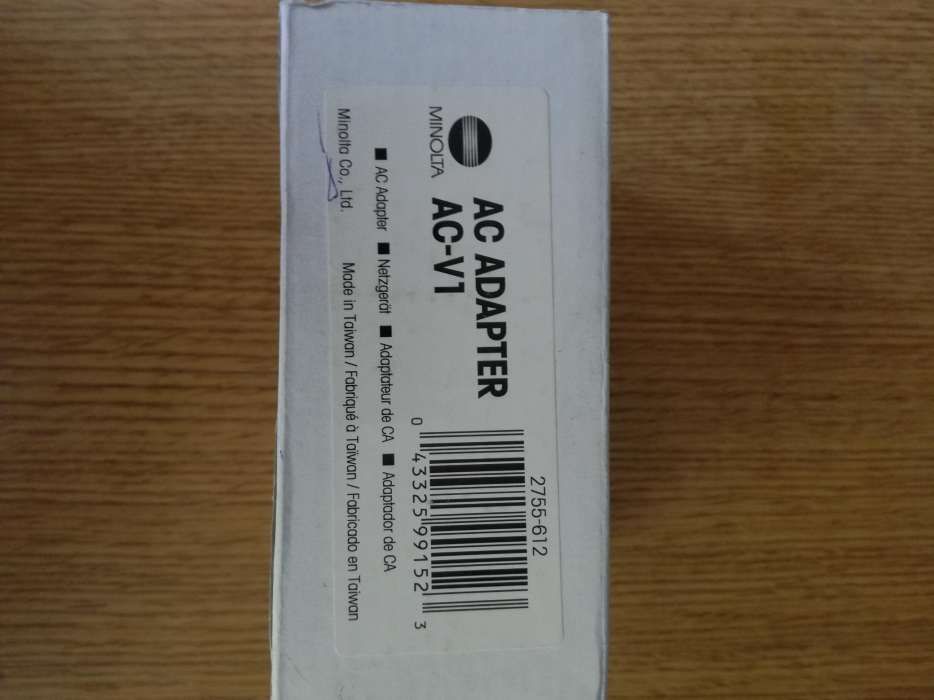 MINOLTA
AC ADAPTER
AC-V1
2755-612
0 43325 99152 3
■ AC Adapter ■ Netzgerät ■ Adaptateur de CA ■ Adaptador de CA
Minolta Co., Ltd. Made in Taiwan / Fabriqué à Taïwan / Fabricado en Taiwan